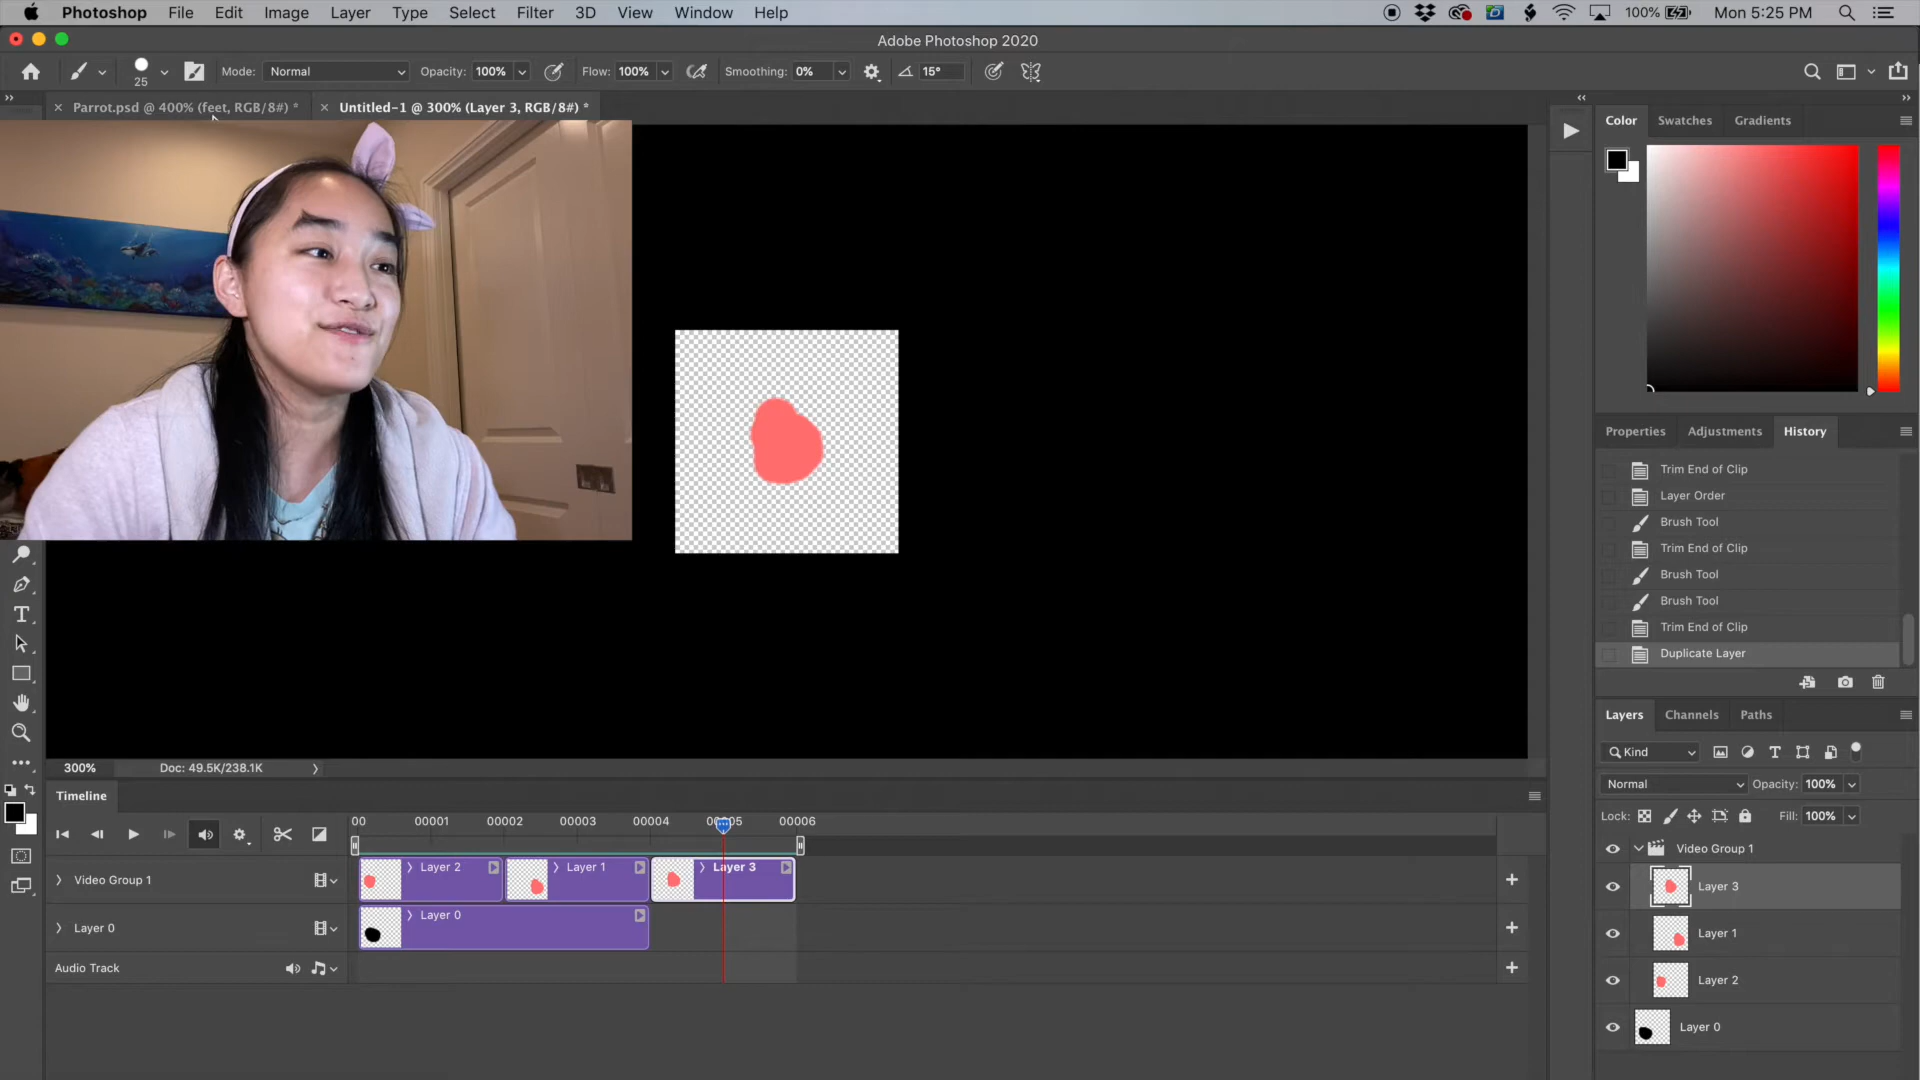 Photoshop File Edit Image Layer Type Select Filter 3D View Window Help 100% Mon 5:25 PM
Adobe Photoshop 2020
25 Mode: Normal Opacity: 100% Flow: 100% Smoothing: 0% 15°
Parrot.psd @ 400% (feet, RGB/8#) * Untitled-1 @ 300% (Layer 3, RGB/8#) *
Color Swatches Gradients
Properties Adjustments History
Trim End of Clip
Layer Order
Brush Tool
Trim End of Clip
Brush Tool
Brush Tool
Trim End of Clip
Duplicate Layer
Layers Channels Paths
Kind
Normal Opacity: 100%
Lock: Fill: 100%
Video Group 1
Layer 3
Layer 1
Layer 2
Layer 0
300% Doc: 49.5K/238.1K
Timeline
00 00001 00002 00003 00004 00005 00006
Video Group 1 Layer 2 Layer 1 Layer 3
Layer 0 Layer 0
Audio Track